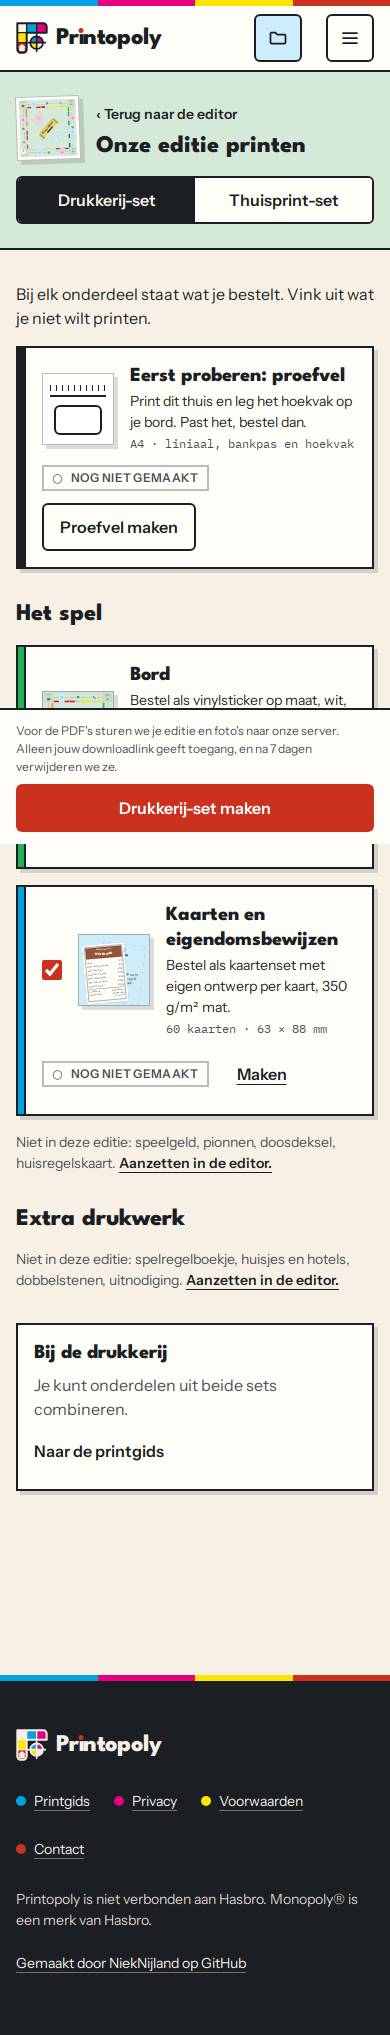 Printopoly
‹ Terug naar de editor
Onze editie printen
Drukkerij-set
Thuisprint-set
Bij elk onderdeel staat wat je bestelt. Vink uit wat
je niet wilt printen.
Eerst proberen: proefvel
Print dit thuis en leg het hoekvak op
je bord. Past het, bestel dan.
A4 · liniaal, bankpas en hoekvak
NOG NIET GEMAAKT
Proefvel maken
Het spel
Bord
Bestel als vinylsticker op maat, wit,
Voor de PDF's sturen we je editie en foto's naar onze server.
Alleen jouw downloadlink geeft toegang, en na 7 dagen
verwijderen we ze.
Drukkerij-set maken
Kaarten en
eigendomsbewijzen
Bestel als kaartenset met
eigen ontwerp per kaart, 350
g/m² mat.
60 kaarten · 63 × 88 mm
NOG NIET GEMAAKT
Maken
Niet in deze editie: speelgeld, pionnen, doosdeksel,
huisregelskaart. Aanzetten in de editor.
Extra drukwerk
Niet in deze editie: spelregelboekje, huisjes en hotels,
dobbelstenen, uitnodiging. Aanzetten in de editor.
Bij de drukkerij
Je kunt onderdelen uit beide sets
combineren.
Naar de printgids
Printopoly
Printgids
Privacy
Voorwaarden
Contact
Printopoly is niet verbonden aan Hasbro. Monopoly® is
een merk van Hasbro.
Gemaakt door NiekNijland op GitHub